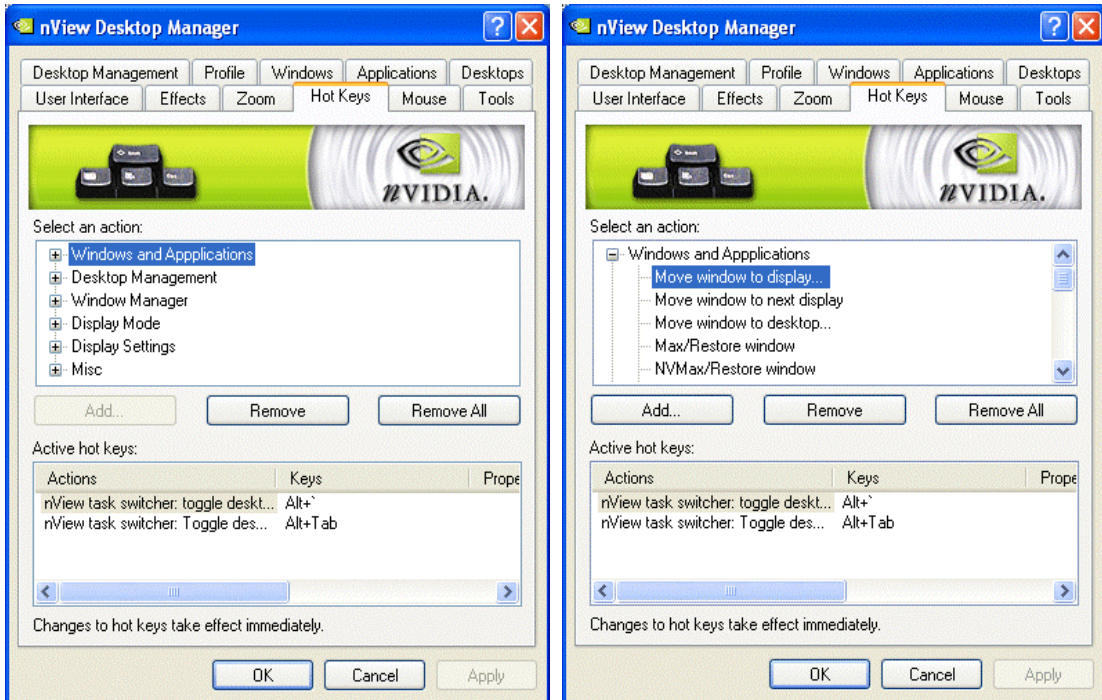 nView Desktop Manager
Desktop Management Profile Windows Applications Desktops
User Interface Effects Zoom Hot Keys Mouse Tools
nVIDIA.
Select an action:
Windows and Appplications
Desktop Management
Window Manager
Display Mode
Display Settings
Misc
Add... Remove Remove All
Active hot keys:
Actions Keys Prope
nView task switcher: toggle deskt... Alt+`
nView task switcher: Toggle des... Alt+Tab
Changes to hot keys take effect immediately.
OK Cancel Apply
nView Desktop Manager
Desktop Management Profile Windows Applications Desktops
User Interface Effects Zoom Hot Keys Mouse Tools
nVIDIA.
Select an action:
Windows and Appplications
Move window to display...
Move window to next display
Move window to desktop...
Max/Restore window
NVMax/Restore window
Add... Remove Remove All
Active hot keys:
Actions Keys Prope
nView task switcher: toggle deskt... Alt+`
nView task switcher: Toggle des... Alt+Tab
Changes to hot keys take effect immediately.
OK Cancel Apply